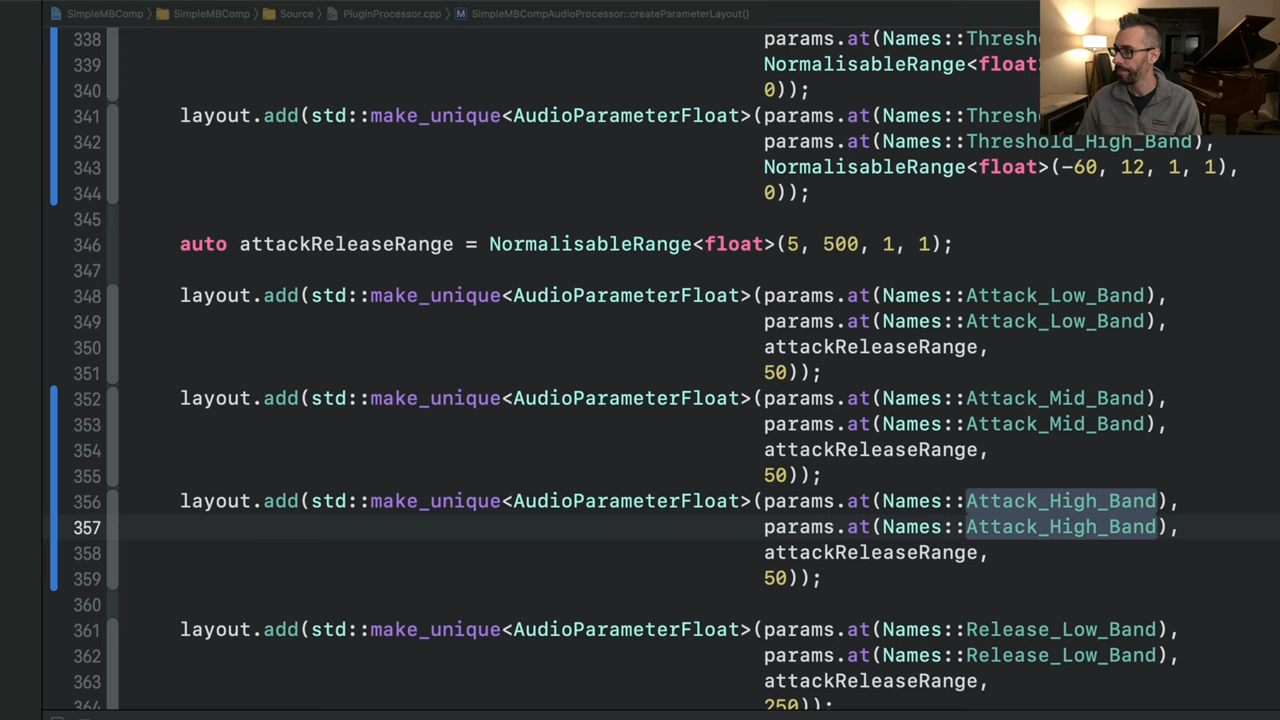 SimpleMBComp SimpleMBComp Source PluginProcessor.cpp M SimpleMBCompAudioProcessor::createParameterLayout()
338 params.at(Names::Thresh
339 NormalisableRange<float>
340 0));
341 layout.add(std::make_unique<AudioParameterFloat>(params.at(Names::Thresh
342 params.at(Names::Threshold_High_Band),
343 NormalisableRange<float>(-60, 12, 1, 1),
344 0));
345
346 auto attackReleaseRange = NormalisableRange<float>(5, 500, 1, 1);
347
348 layout.add(std::make_unique<AudioParameterFloat>(params.at(Names::Attack_Low_Band),
349 params.at(Names::Attack_Low_Band),
350 attackReleaseRange,
351 50));
352 layout.add(std::make_unique<AudioParameterFloat>(params.at(Names::Attack_Mid_Band),
353 params.at(Names::Attack_Mid_Band),
354 attackReleaseRange,
355 50));
356 layout.add(std::make_unique<AudioParameterFloat>(params.at(Names::Attack_High_Band),
357 params.at(Names::Attack_High_Band),
358 attackReleaseRange,
359 50));
360
361 layout.add(std::make_unique<AudioParameterFloat>(params.at(Names::Release_Low_Band),
362 params.at(Names::Release_Low_Band),
363 attackReleaseRange,
364 250));